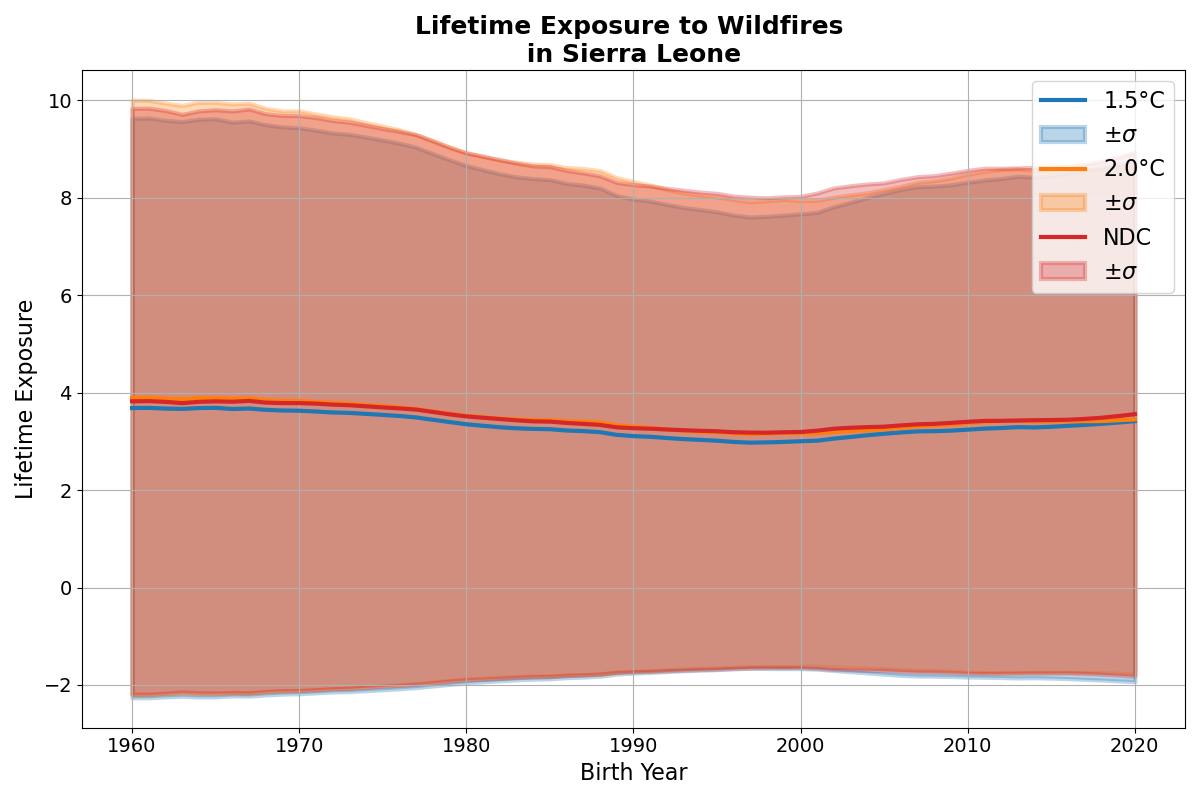 Lifetime Exposure to Wildfires
in Sierra Leone
Lifetime Exposure
10
8
6
4
2
0
−2
1960
1970
1980
1990
2000
2010
2020
Birth Year
1.5°C
±σ
2.0°C
±σ
NDC
±σ